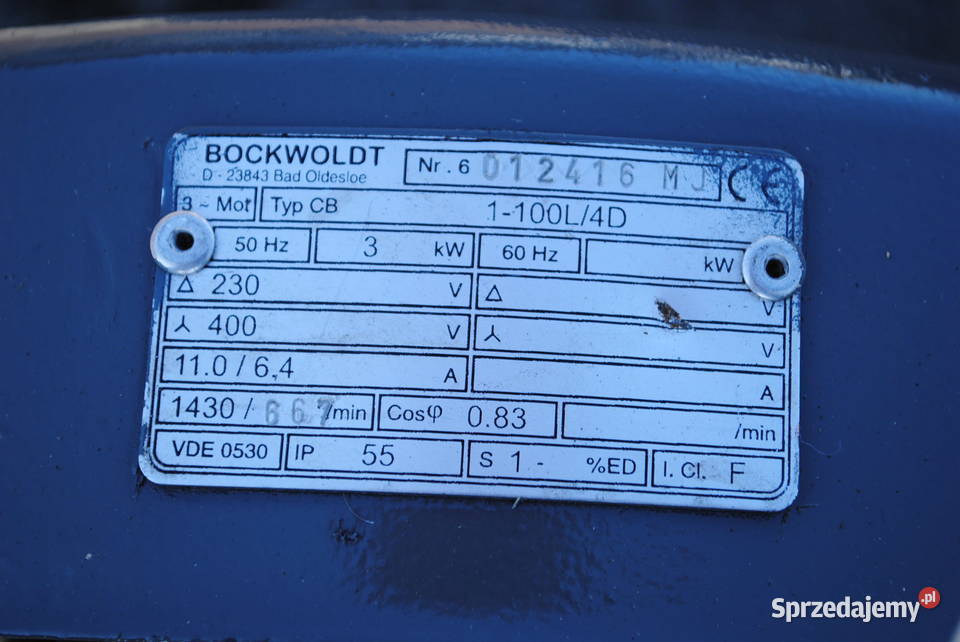 BOCKWOLDT
D - 23843 Bad Oldesloe
Nr. 6 012416 MJ CE
3 ~ Mot Typ CB 1-100L/4D
50 Hz 3 kW 60 Hz kW
Δ 230 V Δ V
⅄ 400 V ⅄ V
11.0 / 6,4 A A
1430 / 667 /min Cosφ 0.83 /min
VDE 0530 IP 55 S 1 - %ED I. Cl. F
Sprzedajemy.pl